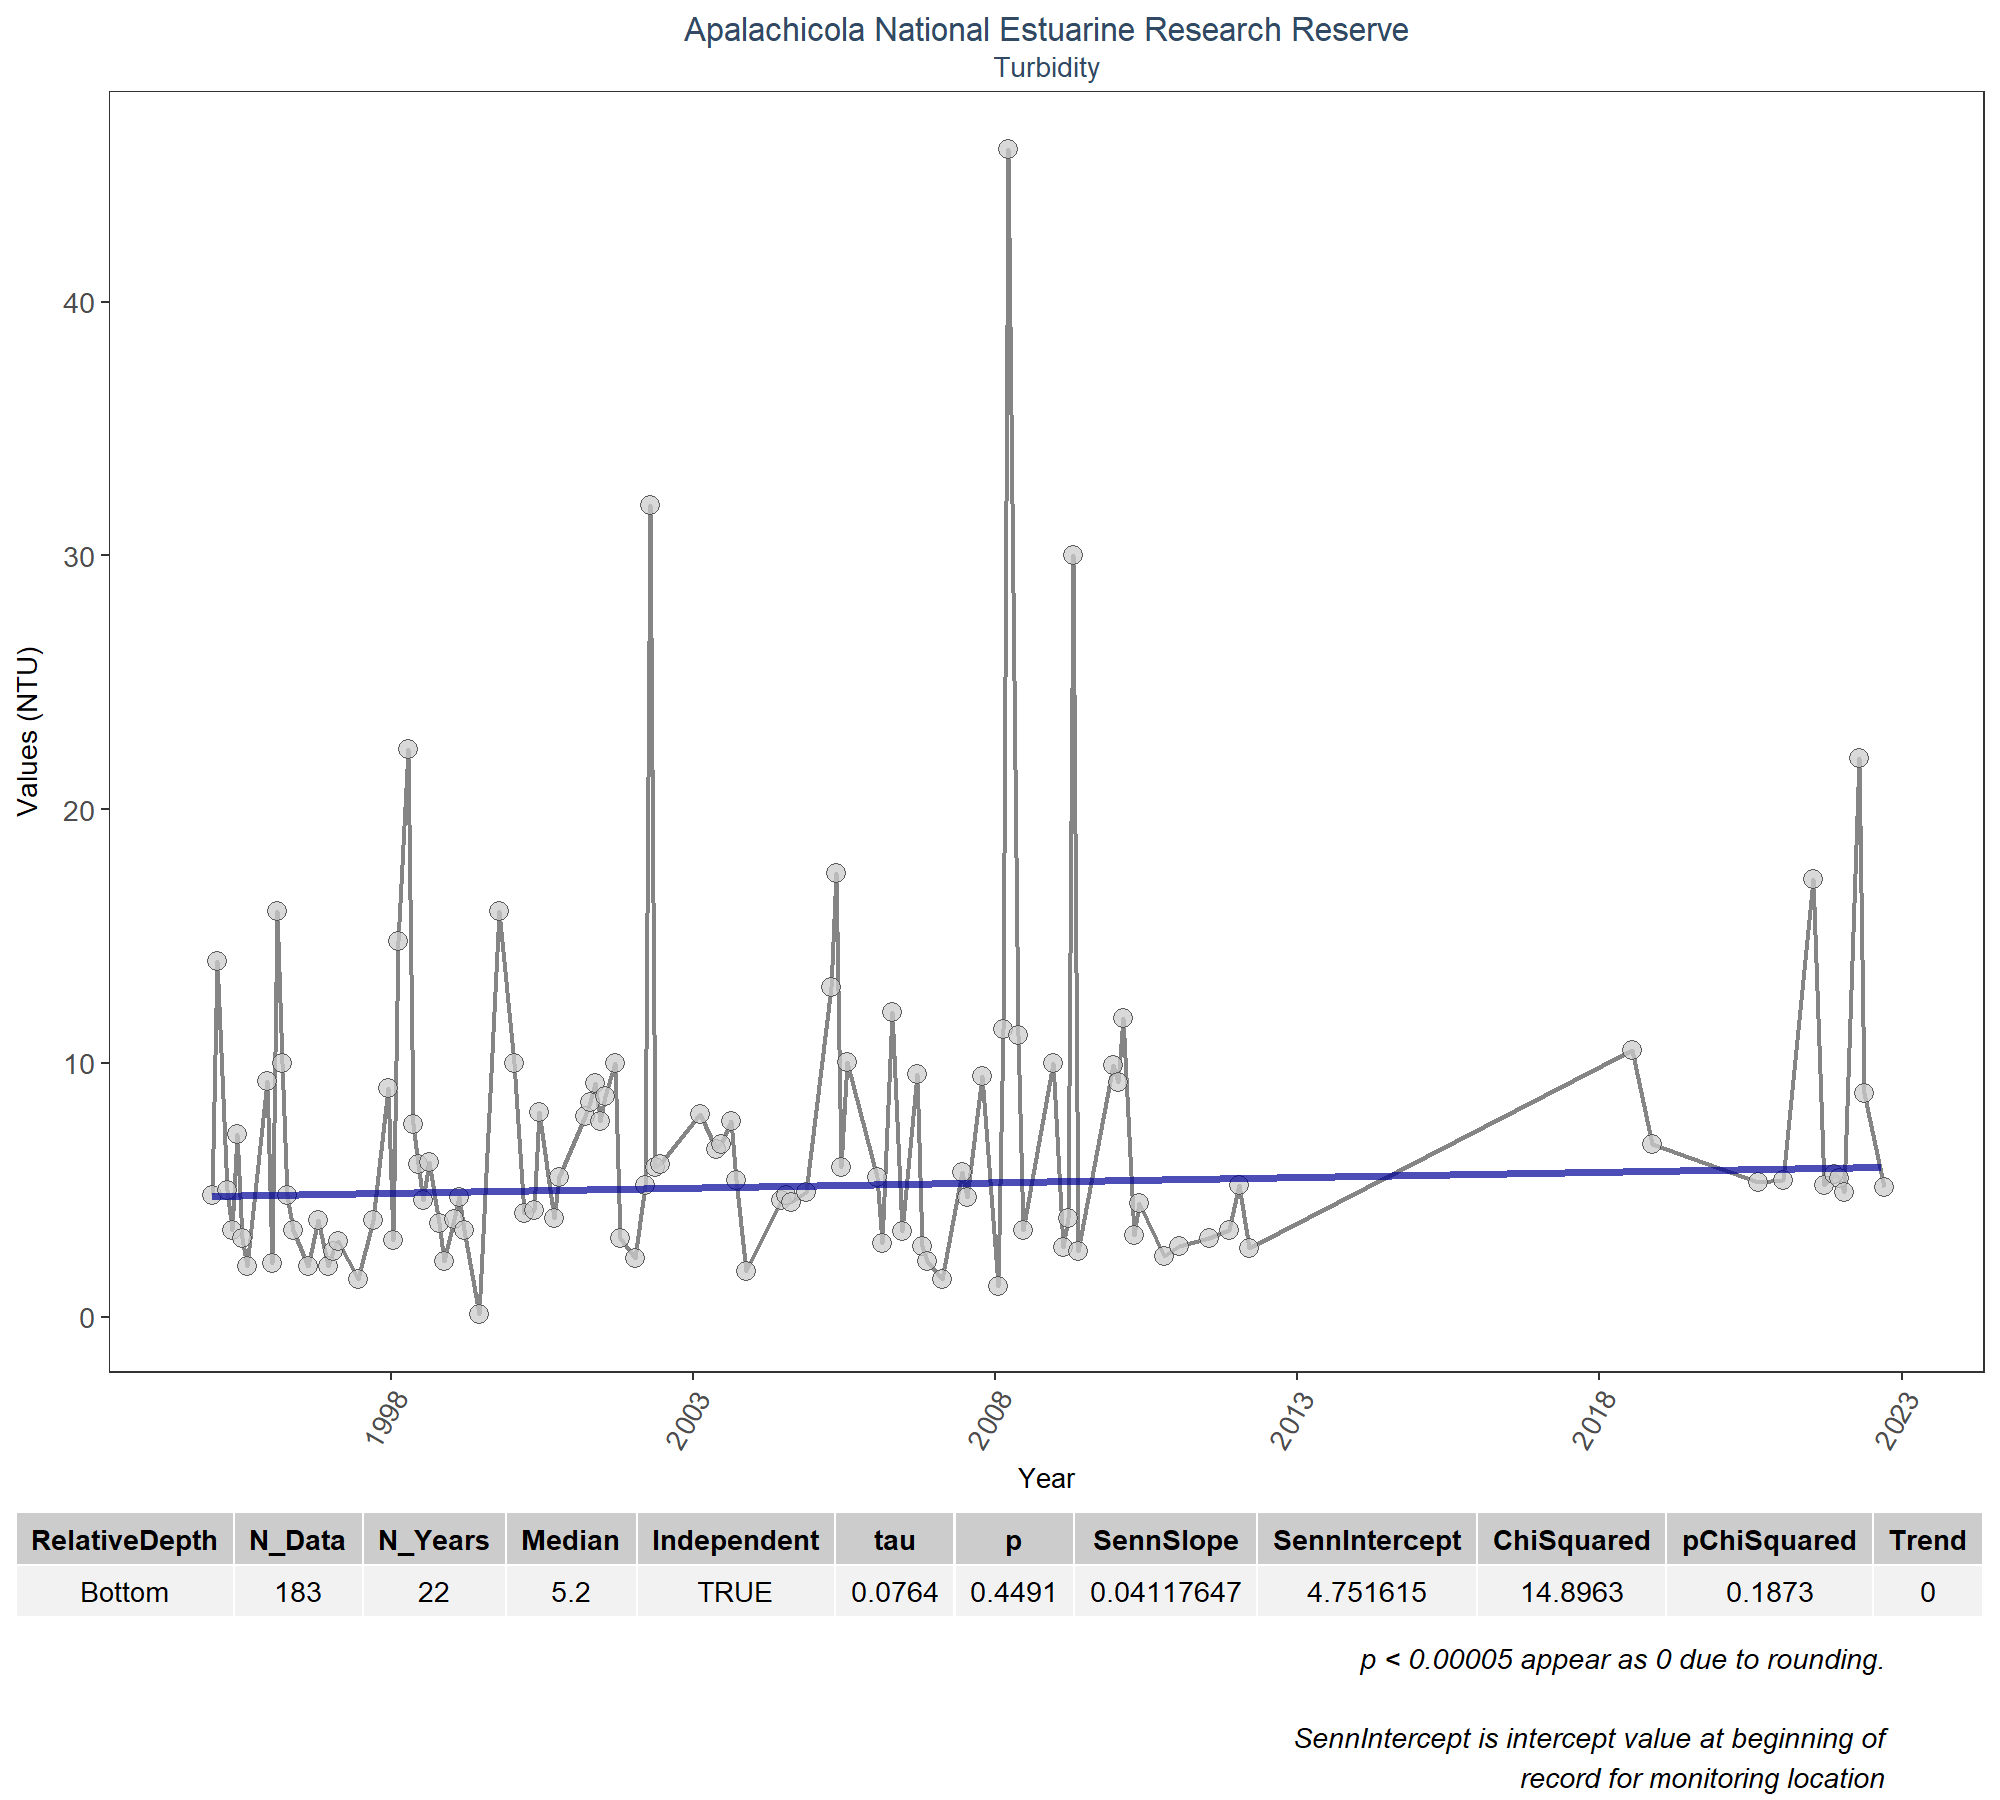 Apalachicola National Estuarine Research Reserve
Turbidity
Values (NTU)
40
30
20
10
0
1998 2003 2008 2013 2018 2023
Year
RelativeDepth N_Data N_Years Median Independent tau p SennSlope SennIntercept ChiSquared pChiSquared Trend
Bottom 183 22 5.2 TRUE 0.0764 0.4491 0.04117647 4.751615 14.8963 0.1873 0
p < 0.00005 appear as 0 due to rounding.
SennIntercept is intercept value at beginning of
record for monitoring location